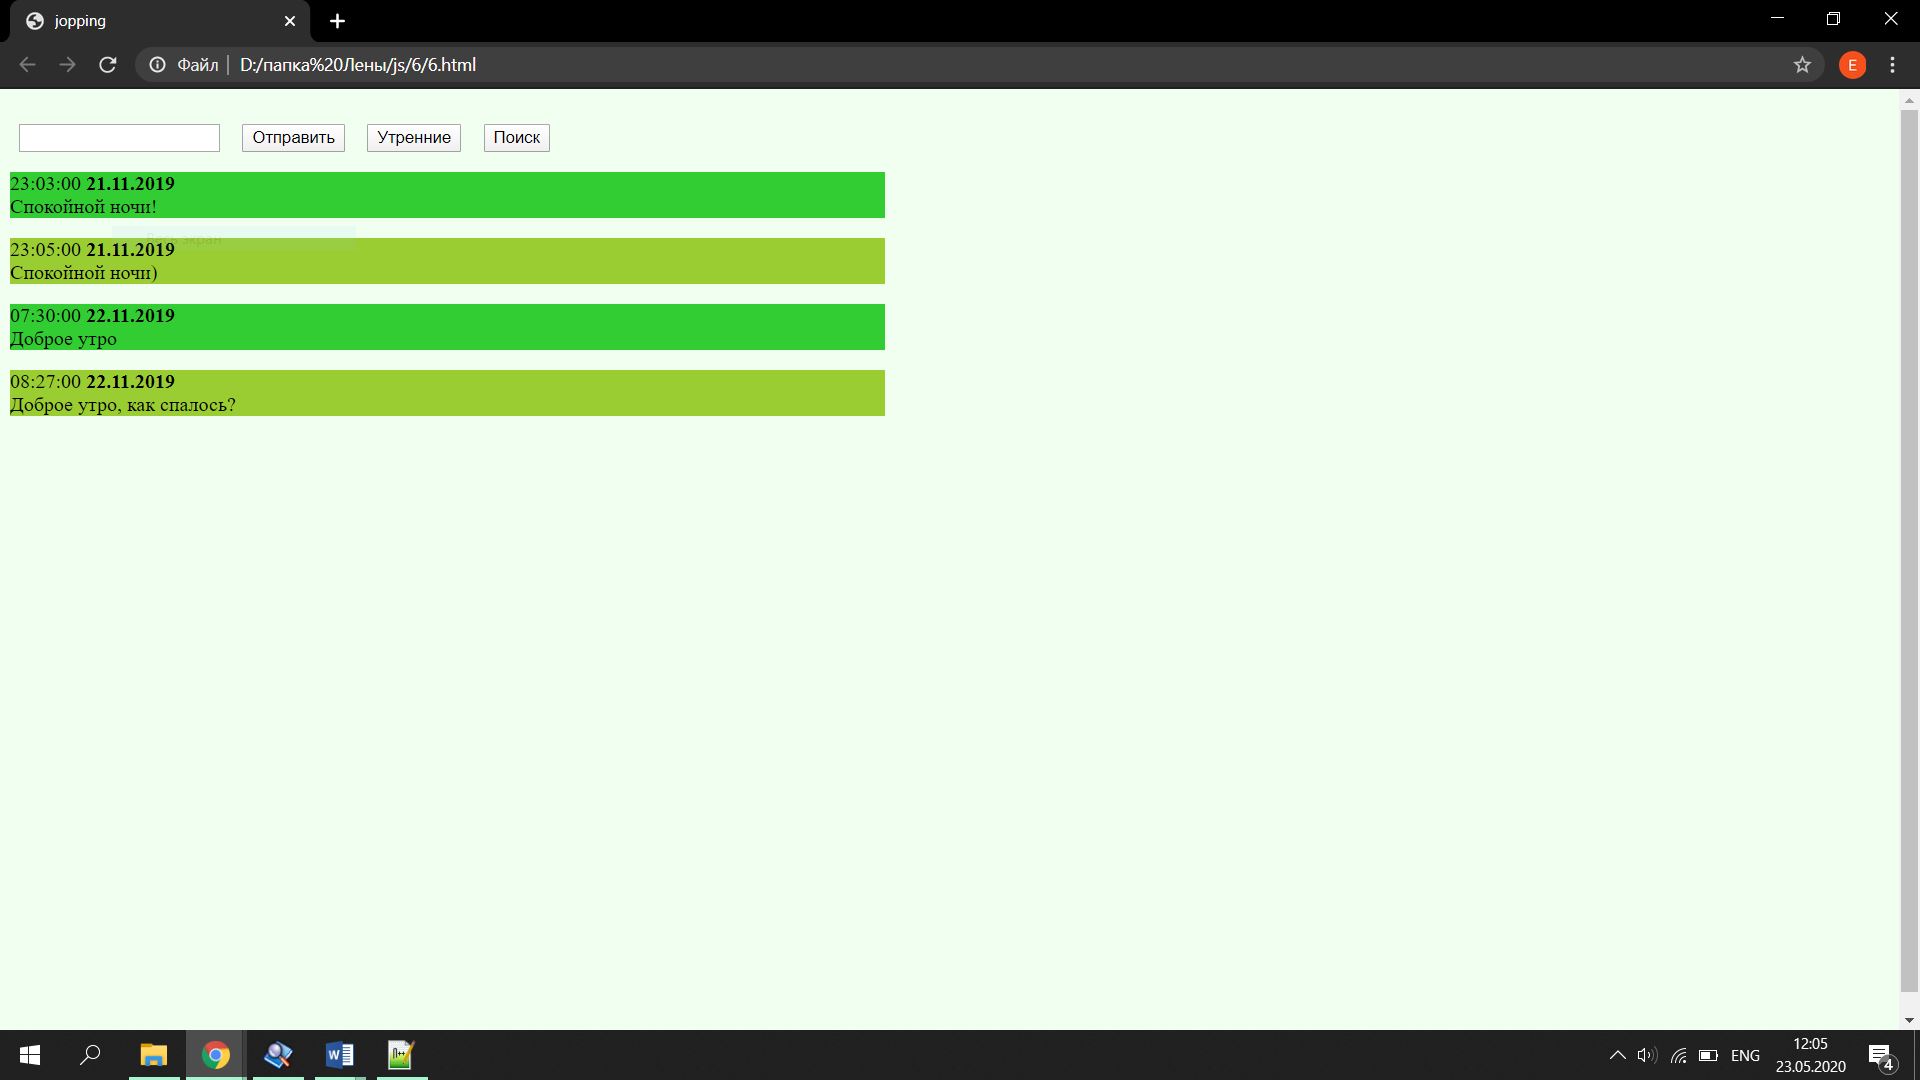 jopping
Файл | D:/папка%20Лены/js/6/6.html
E
Отправить Утренние Поиск
23:03:00 21.11.2019
Спокойной ночи!
экран
23:05:00 21.11.2019
Спокойной ночи)
07:30:00 22.11.2019
Доброе утро
08:27:00 22.11.2019
Доброе утро, как спалось?
ENG
12:05
23.05.2020
4